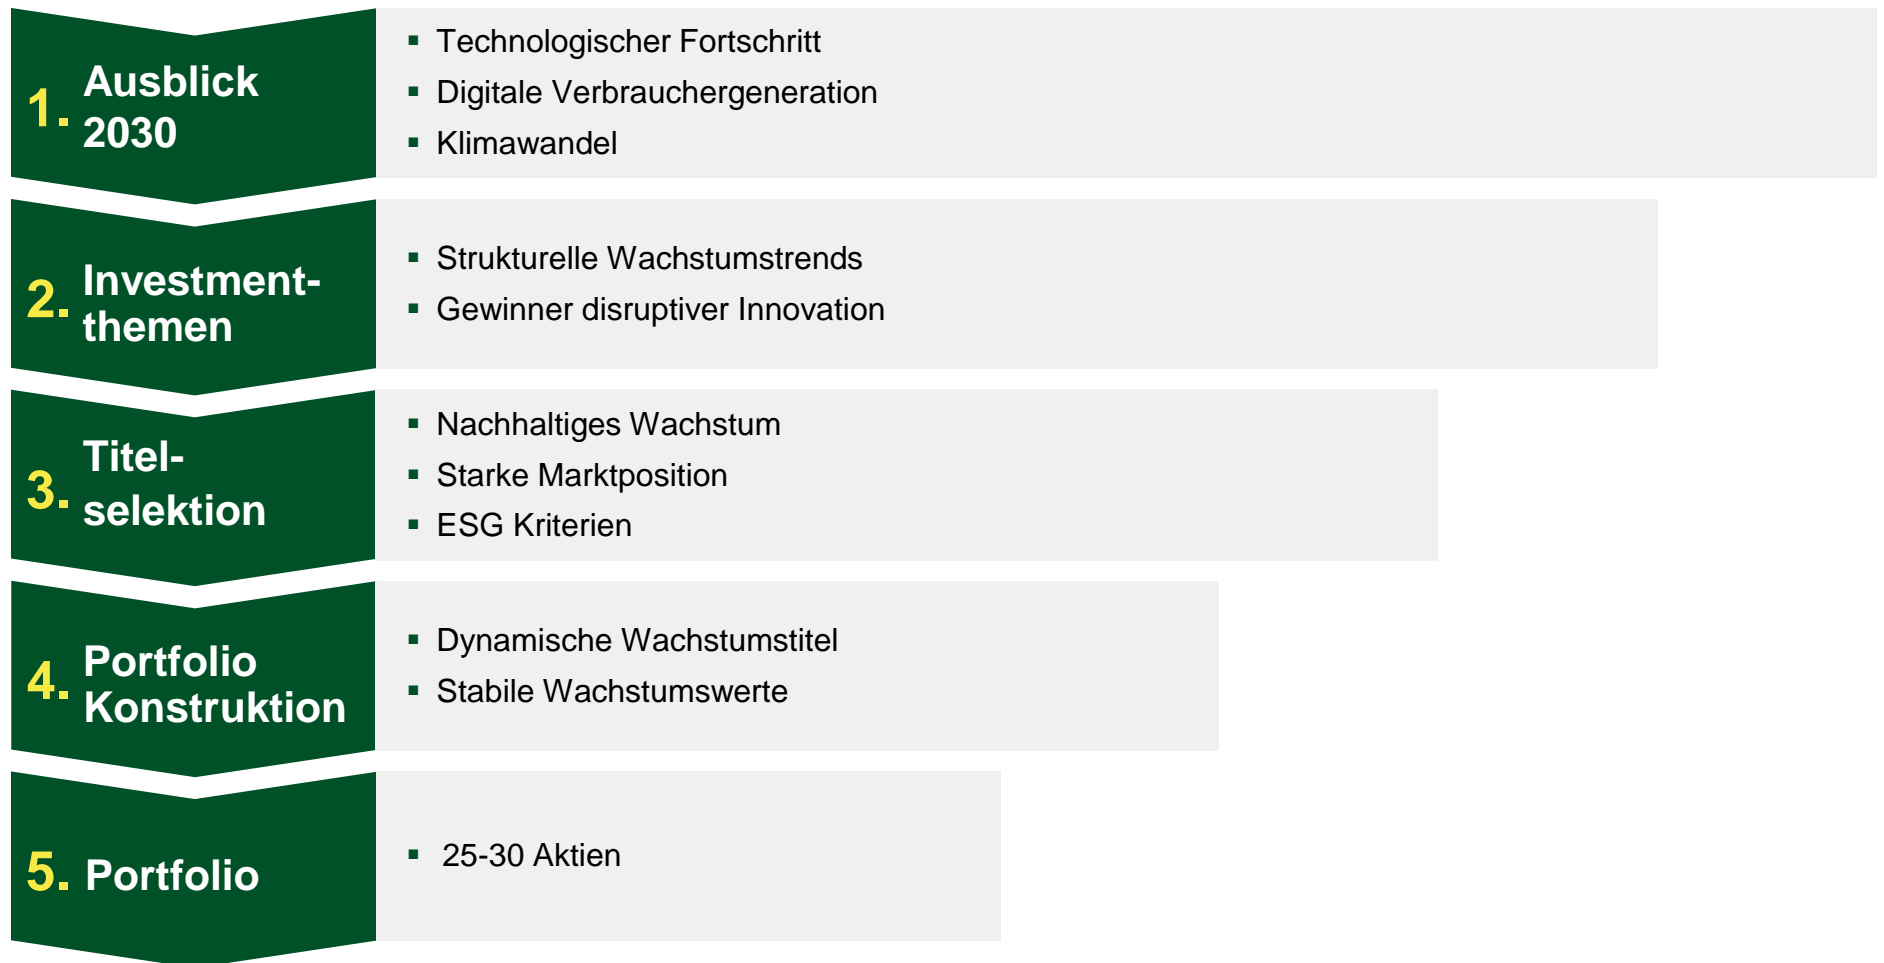 1.
Ausblick
2030
▪ Technologischer Fortschritt
▪ Digitale Verbrauchergeneration
▪ Klimawandel
2.
Investment-
themen
▪ Strukturelle Wachstumstrends
▪ Gewinner disruptiver Innovation
3.
Titel-
selektion
▪ Nachhaltiges Wachstum
▪ Starke Marktposition
▪ ESG Kriterien
4.
Portfolio
Konstruktion
▪ Dynamische Wachstumstitel
▪ Stabile Wachstumswerte
5. Portfolio
▪ 25-30 Aktien